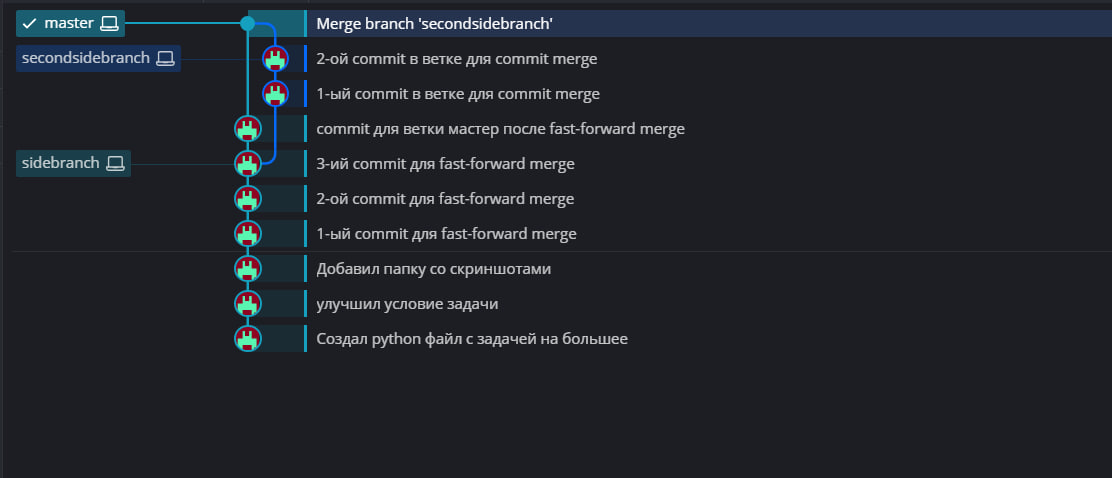 master Merge branch 'secondsidebranch'
secondsidebranch 2-ой commit в ветке для commit merge
1-ый commit в ветке для commit merge
commit для ветки мастер после fast-forward merge
sidebranch 3-ий commit для fast-forward merge
2-ой commit для fast-forward merge
1-ый commit для fast-forward merge
Добавил папку со скриншотами
улучшил условие задачи
Создал python файл с задачей на большее